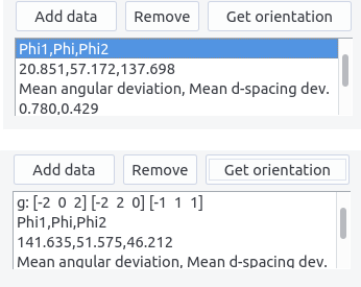 Add data Remove Get orientation
Phi1,Phi,Phi2
20.851,57.172,137.698
Mean angular deviation, Mean d-spacing dev.
0.780,0.429
Add data Remove Get orientation
g: [-2 0 2] [-2 2 0] [-1 1 1]
Phi1,Phi,Phi2
141.635,51.575,46.212
Mean angular deviation, Mean d-spacing dev.